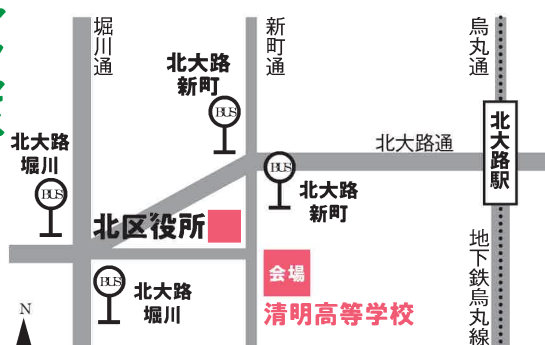 堀川通
新町通
烏丸通
北大路
新町
BUS
北大路通
北大路駅
北大路
堀川
BUS
BUS
北大路
新町
北区役所
会場
清明高等学校
地下鉄烏丸線
BUS
北大路
堀川
N